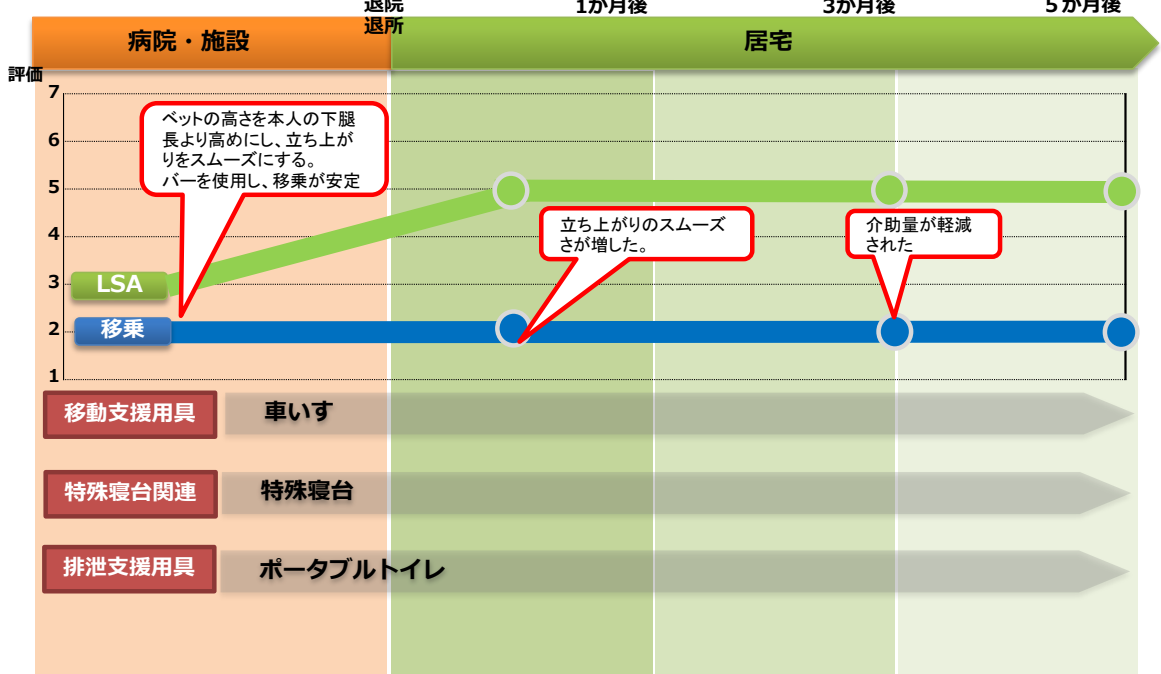 退院
退所
1か月後
3か月後
５か月後
病院・施設
居宅
評価
7
6
5
4
3
2
1
ベットの高さを本人の下腿
長より高めにし、立ち上が
りをスムーズにする。
バーを使用し、移乗が安定
立ち上がりのスムーズ
さが増した。
介助量が軽減
された
LSA
移乗
移動支援用具
車いす
特殊寝台関連
特殊寝台
排泄支援用具
ポータブルトイレ